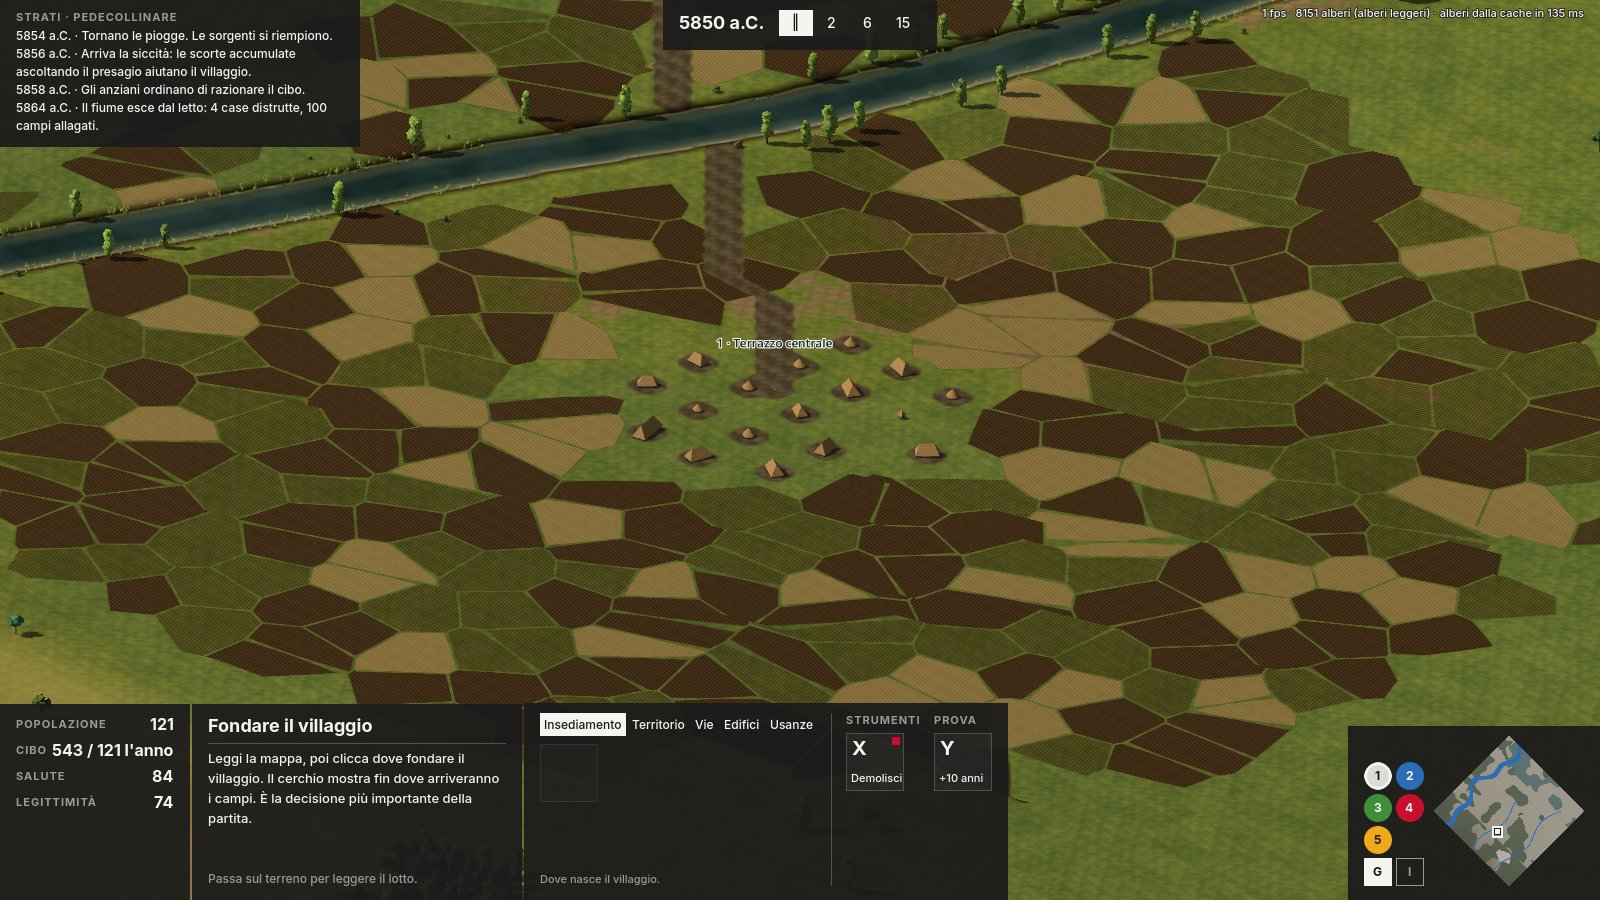 STRATI · PEDECOLLINARE
5854 a.C. · Tornano le piogge. Le sorgenti si riempiono.
5856 a.C. · Arriva la siccità: le scorte accumulate
ascoltando il presagio aiutano il villaggio.
5858 a.C. · Gli anziani ordinano di razionare il cibo.
5864 a.C. · Il fiume esce dal letto: 4 case distrutte, 100
campi allagati.
5850 a.C. 2 6 15
1 fps · 8151 alberi (alberi leggeri) · alberi dalla cache in 135 ms
1 · Terrazzo centrale
POPOLAZIONE 121
CIBO 543 / 121 l'anno
SALUTE 84
LEGITTIMITÀ 74
Fondare il villaggio
Leggi la mappa, poi clicca dove fondare il
villaggio. Il cerchio mostra fin dove arriveranno
i campi. È la decisione più importante della
partita.
Passa sul terreno per leggere il lotto.
Insediamento Territorio Vie Edifici Usanze
Dove nasce il villaggio.
STRUMENTI PROVA
X Y
Demolisci +10 anni
1 2
3 4
5
G I